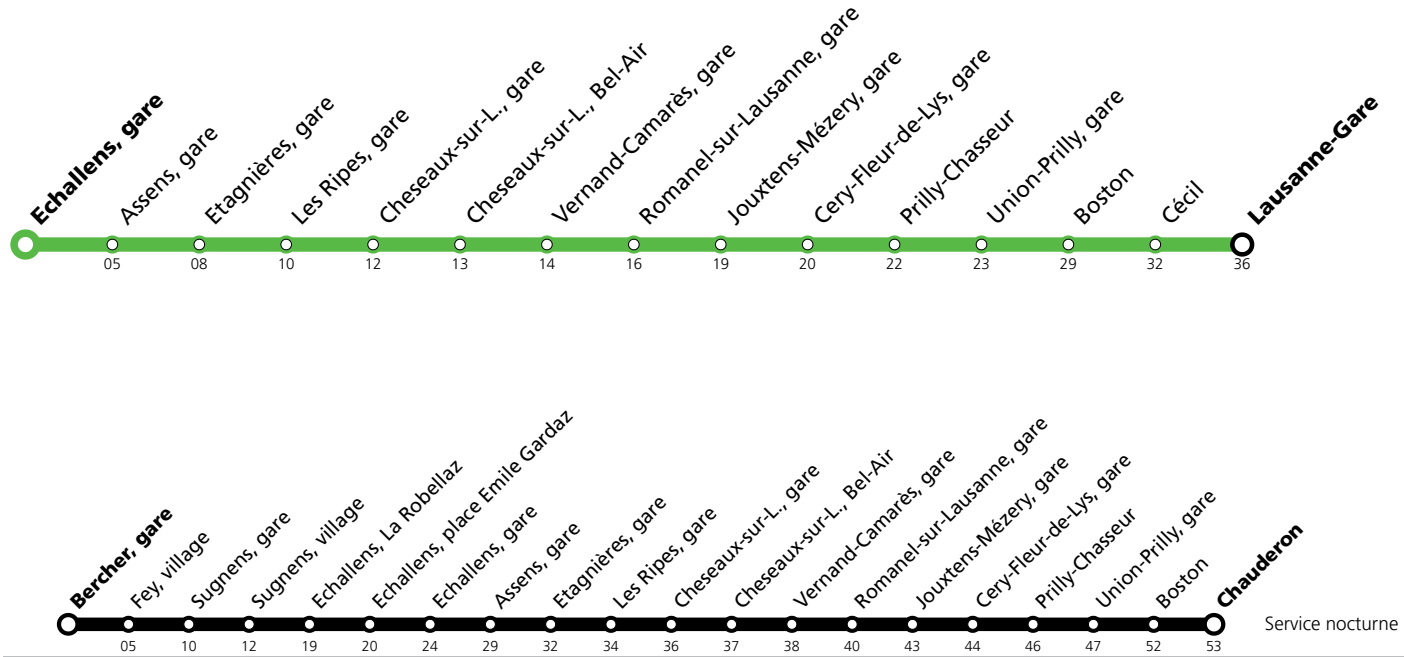 Echallens, gare
Assens, gare
Etagnières, gare
Les Ripes, gare
Cheseaux-sur-L., gare
Cheseaux-sur-L., Bel-Air
Vernand-Camarès, gare
Romanel-sur-Lausanne, gare
Jouxtens-Mézery, gare
Cery-Fleur-de-Lys, gare
Prilly-Chasseur
Union-Prilly, gare
Boston
Cécil
Lausanne-Gare
05 08 10 12 13 14 16 19 20 22 23 29 32 36
Bercher, gare
Fey, village
Sugnens, gare
Sugnens, village
Echallens, La Robellaz
Echallens, place Emile Gardaz
Echallens, gare
Assens, gare
Etagnières, gare
Les Ripes, gare
Cheseaux-sur-L., gare
Cheseaux-sur-L., Bel-Air
Vernand-Camarès, gare
Romanel-sur-Lausanne, gare
Jouxtens-Mézery, gare
Cery-Fleur-de-Lys, gare
Prilly-Chasseur
Union-Prilly, gare
Boston
Chauderon
Service nocturne
05 10 12 19 20 24 29 32 34 36 37 38 40 43 44 46 47 52 53